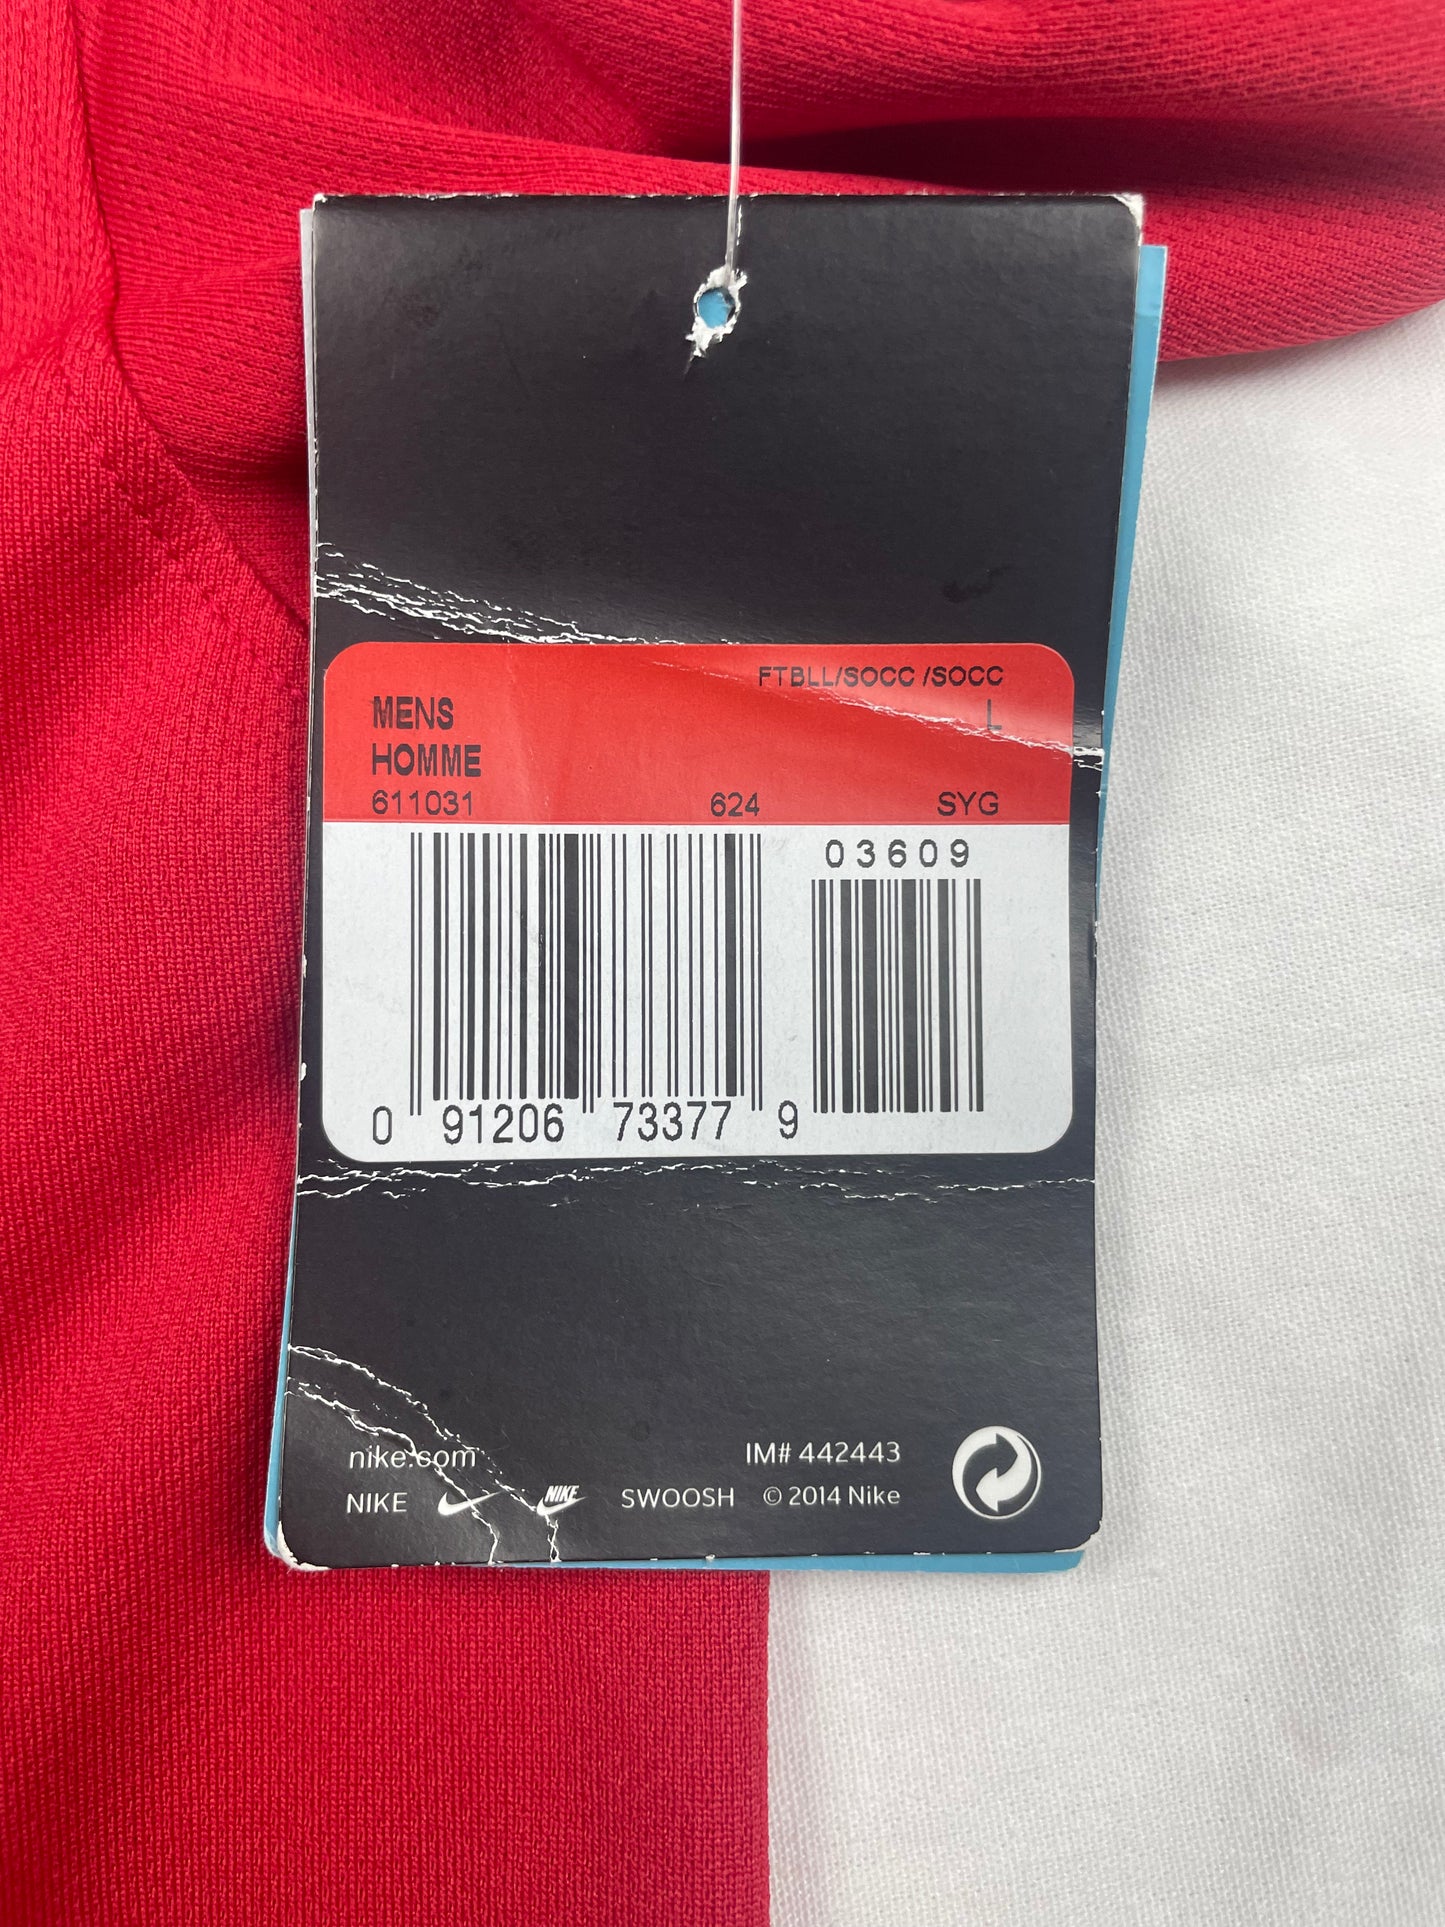 FTBLL/SOCC /SOCC
MENS L
HOMME
611031 624 SYG
03609
0 91206 73377 9
nike.com IM# 442443
NIKE NIKE SWOOSH © 2014 Nike